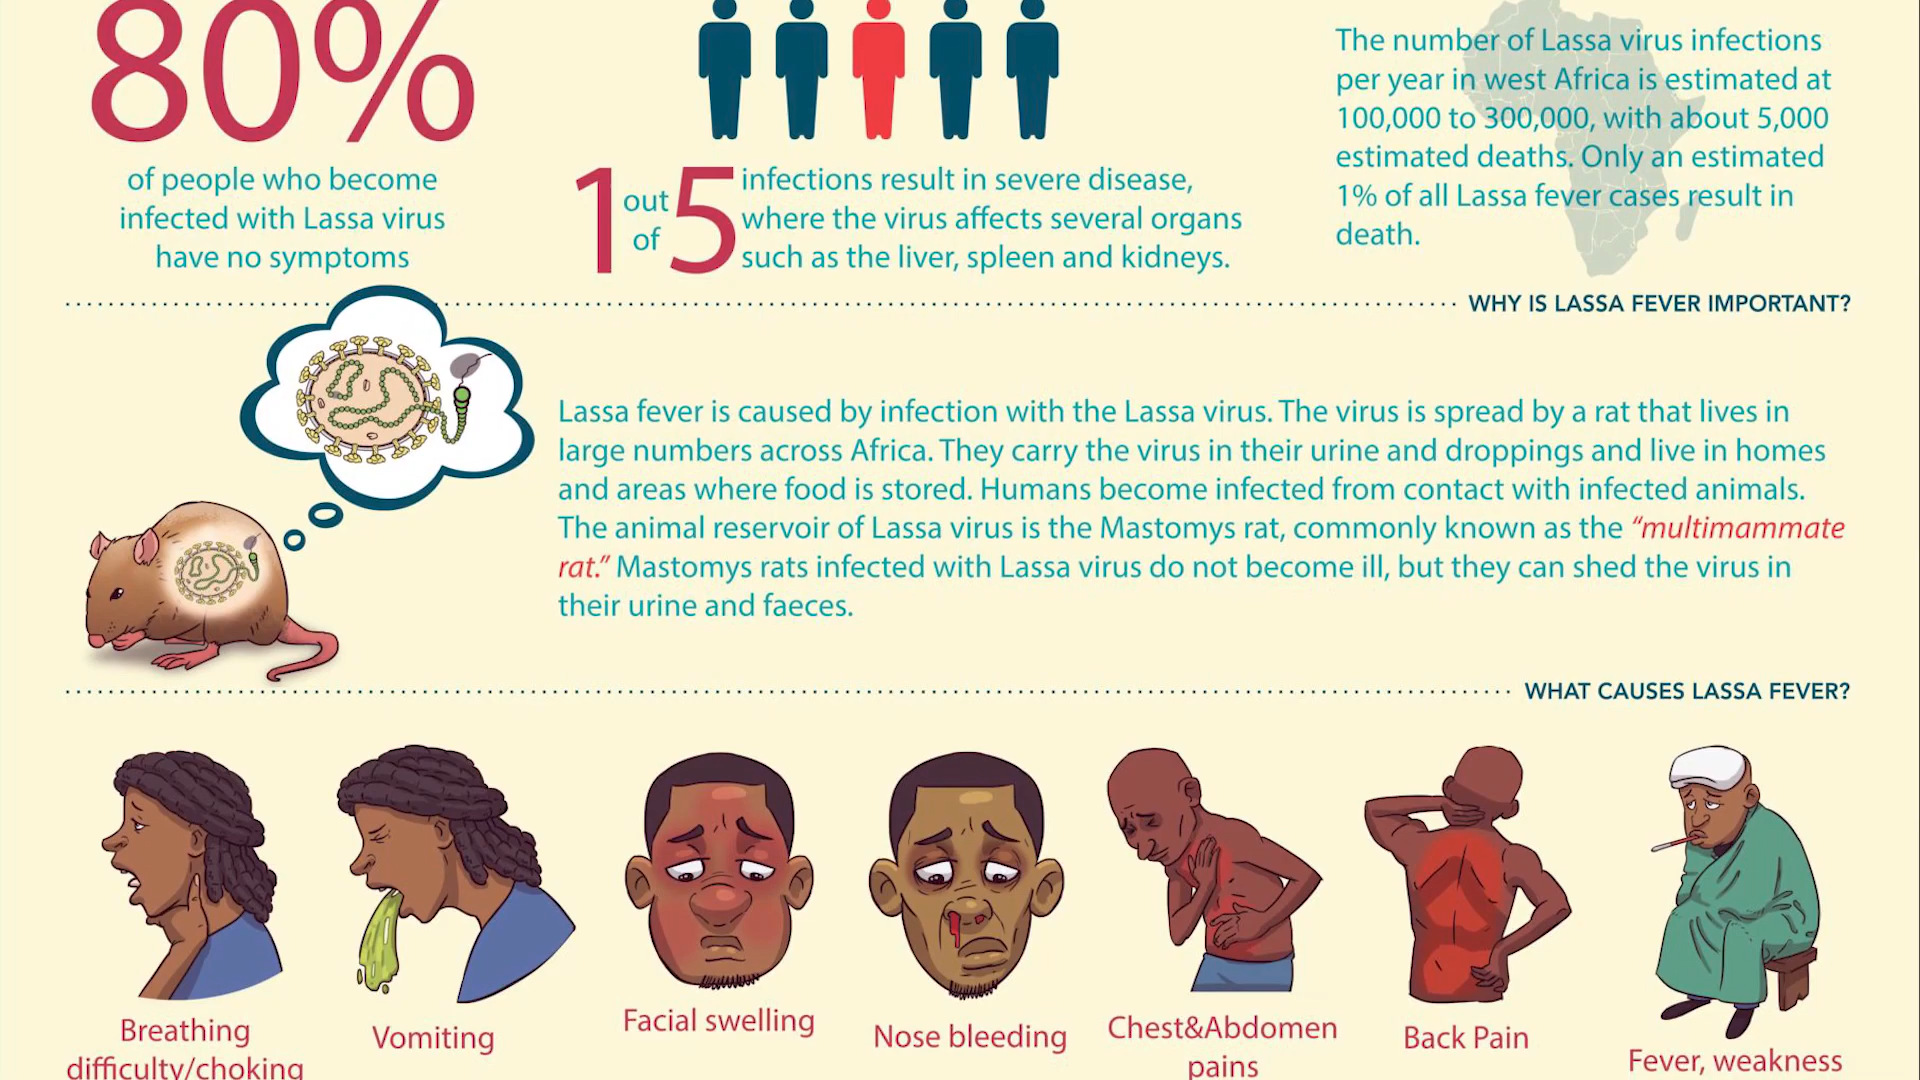 80%
of people who become
infected with Lassa virus
have no symptoms
1 out of 5
infections result in severe disease,
where the virus affects several organs
such as the liver, spleen and kidneys.
The number of Lassa virus infections
per year in west Africa is estimated at
100,000 to 300,000, with about 5,000
estimated deaths. Only an estimated
1% of all Lassa fever cases result in
death.
WHY IS LASSA FEVER IMPORTANT?
Lassa fever is caused by infection with the Lassa virus. The virus is spread by a rat that lives in
large numbers across Africa. They carry the virus in their urine and droppings and live in homes
and areas where food is stored. Humans become infected from contact with infected animals.
The animal reservoir of Lassa virus is the Mastomys rat, commonly known as the “multimammate
rat.” Mastomys rats infected with Lassa virus do not become ill, but they can shed the virus in
their urine and faeces.
WHAT CAUSES LASSA FEVER?
Breathing
difficulty/choking
Vomiting
Facial swelling
Nose bleeding
Chest&Abdomen
pains
Back Pain
Fever, weakness